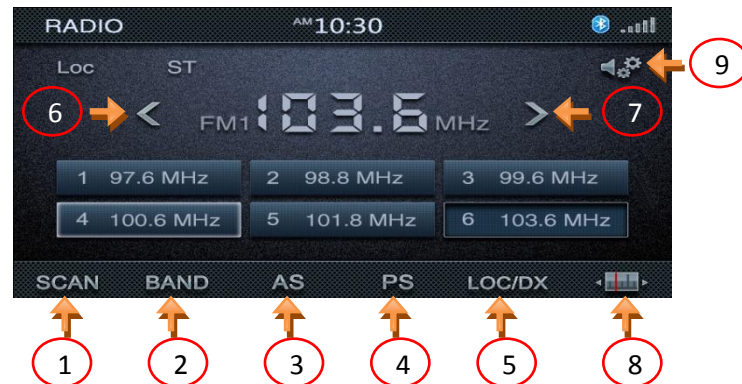 RADIO AM 10:30
Loc ST 9
6 FM1 103.6 MHz 7
1 97.6 MHz 2 98.8 MHz 3 99.6 MHz
4 100.6 MHz 5 101.8 MHz 6 103.6 MHz
SCAN BAND AS PS LOC/DX
1 2 3 4 5 8